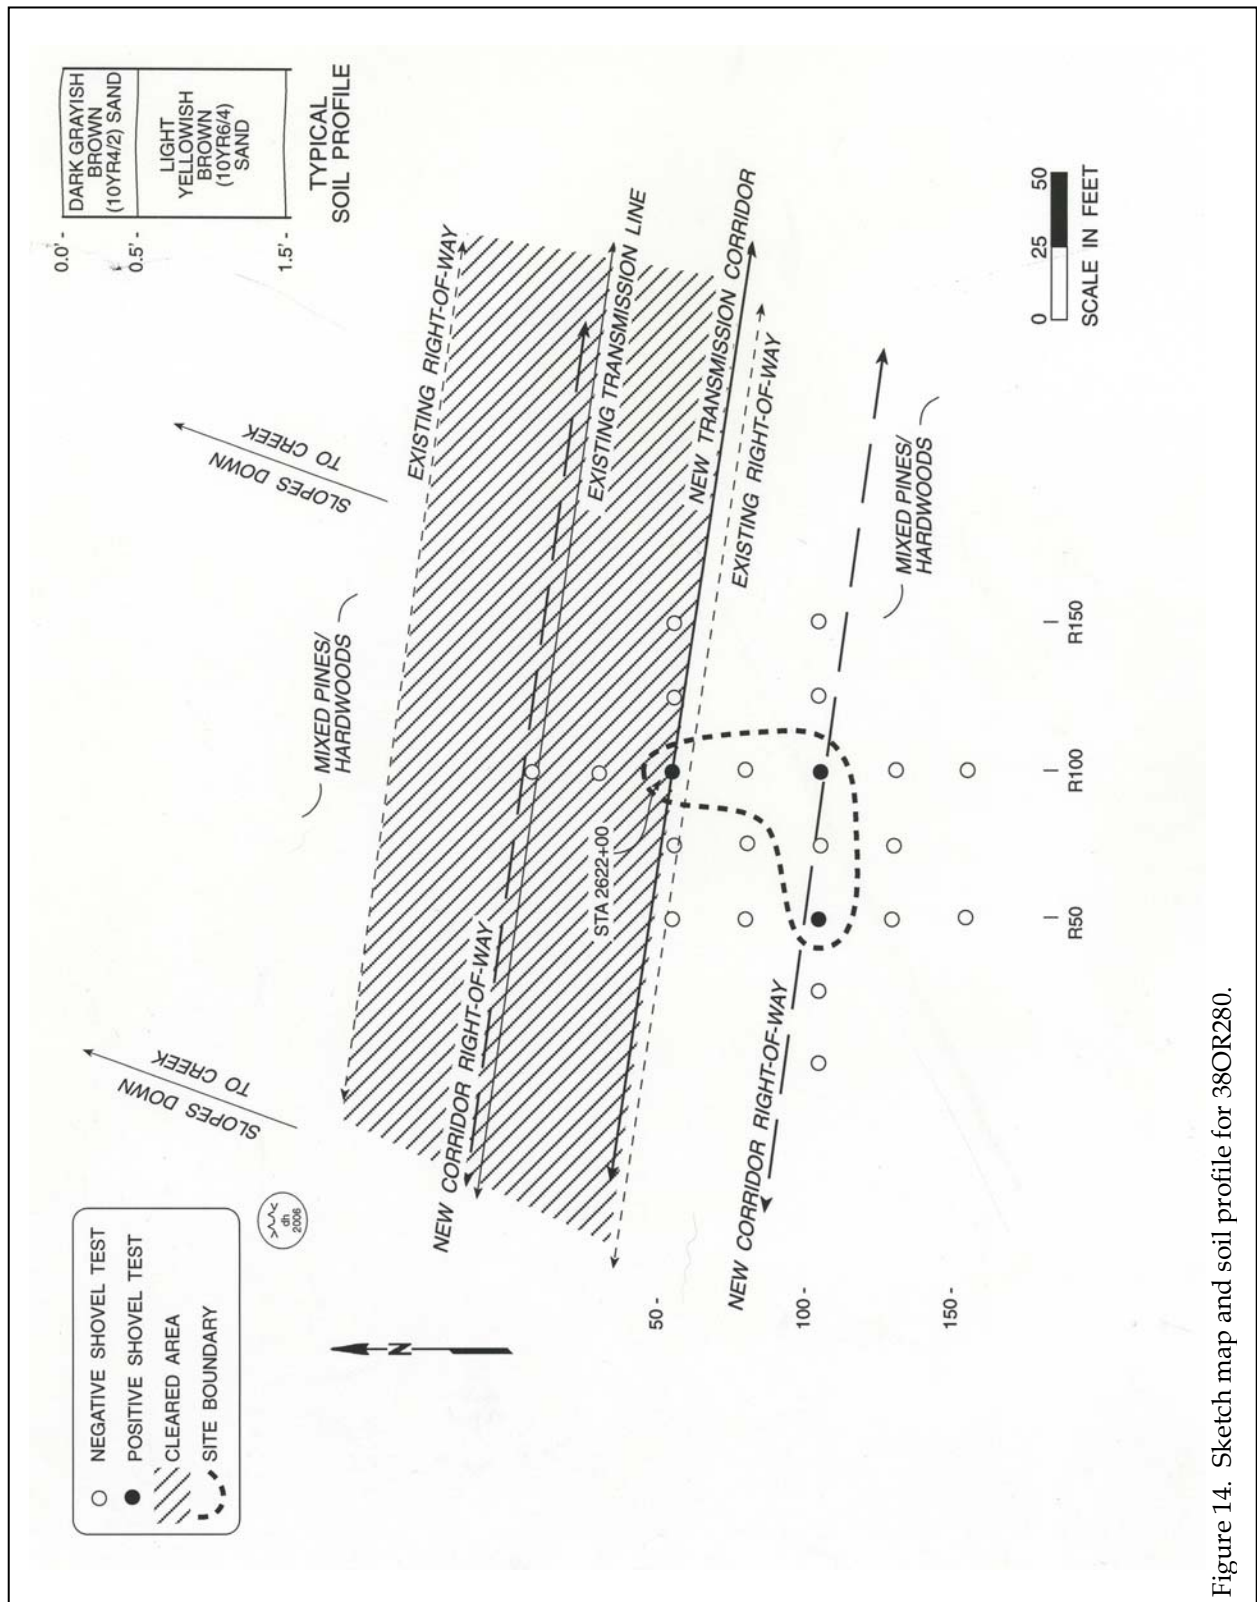 NEGATIVE SHOVEL TEST
POSITIVE SHOVEL TEST
CLEARED AREA
SITE BOUNDARY
dh
2006
N
SLOPES DOWN
TO CREEK
MIXED PINES/
HARDWOODS
SLOPES DOWN
TO CREEK
0.0' -
0.5' -
1.5' -
DARK GRAYISH
BROWN
(10YR4/2) SAND
LIGHT
YELLOWISH
BROWN
(10YR6/4)
SAND
TYPICAL
SOIL PROFILE
EXISTING RIGHT-OF-WAY
NEW CORRIDOR RIGHT-OF-WAY
EXISTING TRANSMISSION LINE
STA 2622+00
NEW TRANSMISSION CORRIDOR
EXISTING RIGHT-OF-WAY
NEW CORRIDOR RIGHT-OF-WAY
MIXED PINES/
HARDWOODS
50 -
100 -
150 -
R50
R100
R150
0 25 50
SCALE IN FEET
Figure 14. Sketch map and soil profile for 38OR280.